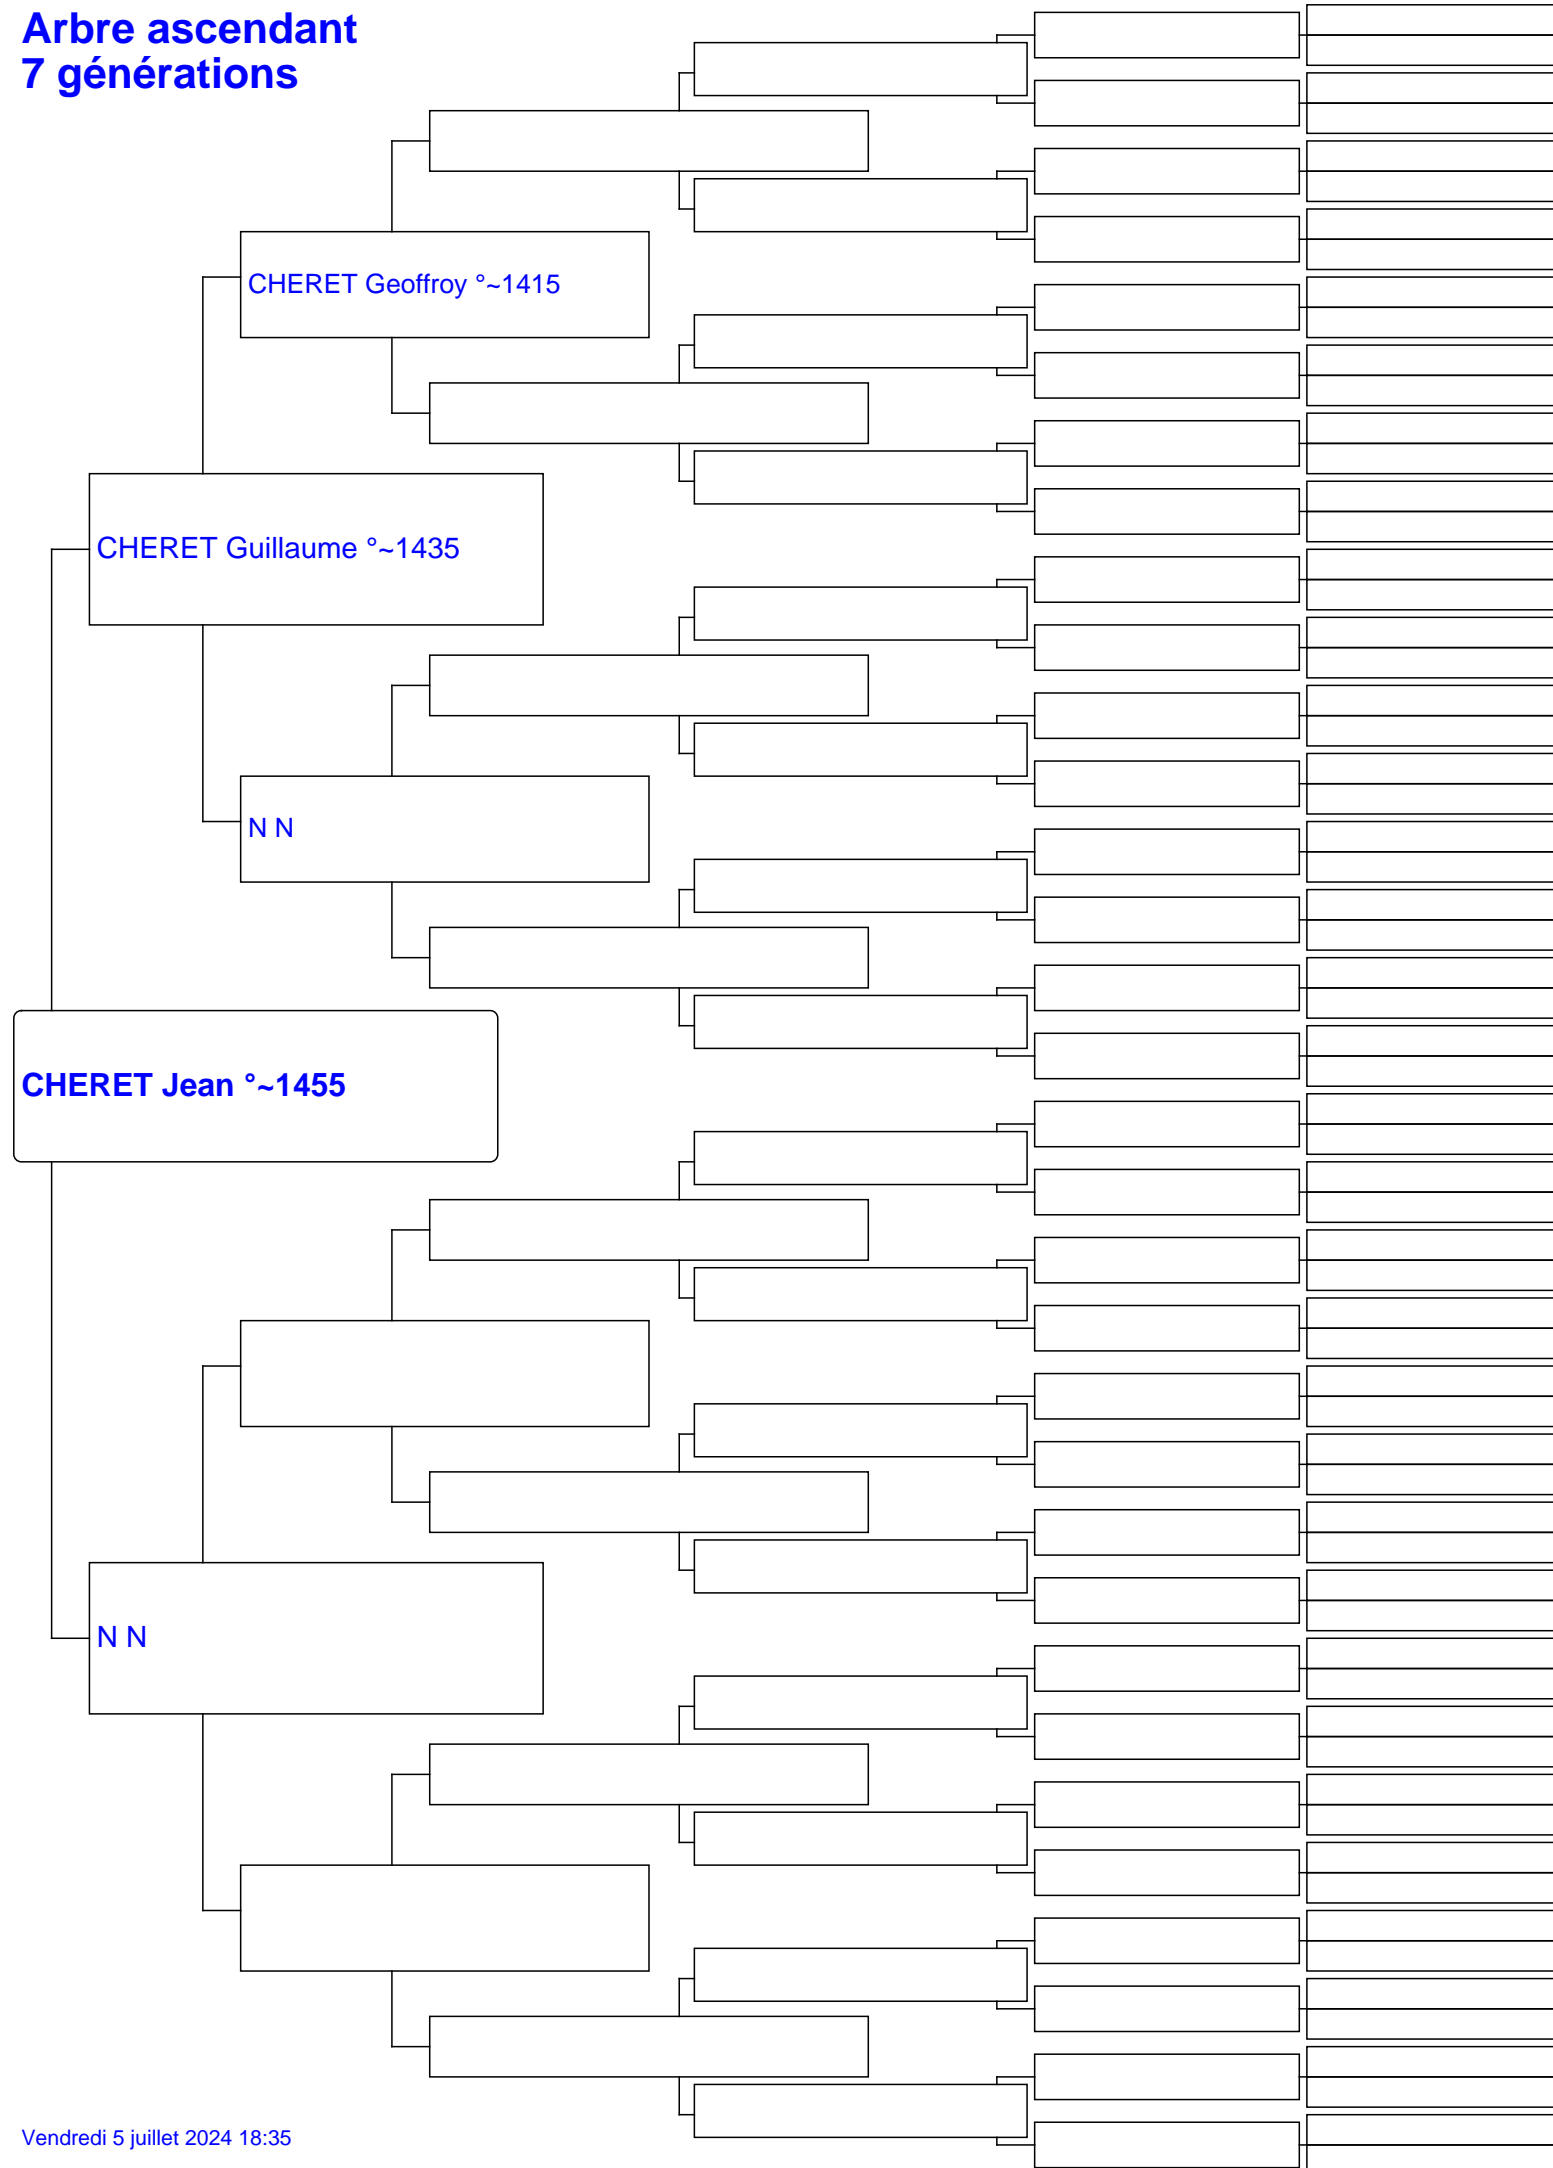 Arbre ascendant
7 générations
CHERET Geoffroy °~1415
CHERET Guillaume °~1435
N N
CHERET Jean °~1455
N N
Vendredi 5 juillet 2024 18:35